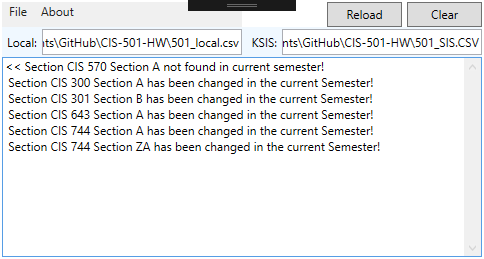 File About Reload Clear
Local: nts\GitHub\CIS-501-HW\501_local.csv KSIS: nts\GitHub\CIS-501-HW\501_SIS.CSV
<< Section CIS 570 Section A not found in current semester!
Section CIS 300 Section A has been changed in the current Semester!
Section CIS 301 Section B has been changed in the current Semester!
Section CIS 643 Section A has been changed in the current Semester!
Section CIS 744 Section A has been changed in the current Semester!
Section CIS 744 Section ZA has been changed in the current Semester!